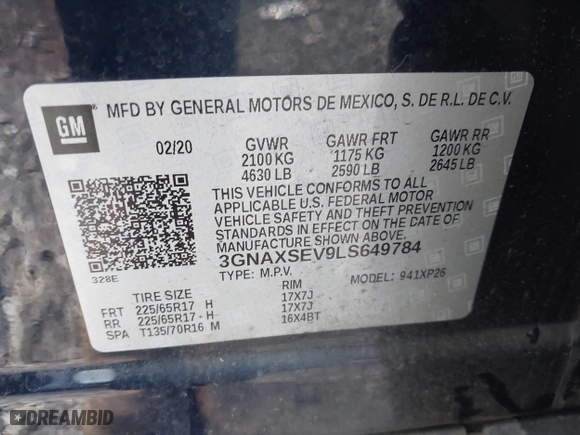 GM
MFD BY GENERAL MOTORS DE MEXICO, S. DE R.L. DE C.V.
02/20 GVWR GAWR FRT GAWR RR
2100 KG 1175 KG 1200 KG
4630 LB 2590 LB 2645 LB
THIS VEHICLE CONFORMS TO ALL
APPLICABLE U.S. FEDERAL MOTOR
VEHICLE SAFETY AND THEFT PREVENTION
STANDARDS IN EFFECT ON THE DATE OF
MANUFACTURE SHOWN ABOVE.
3GNAXSEV9LS649784
328E TYPE: M.P.V. MODEL: 941XP26
TIRE SIZE RIM
FRT 225/65R17 H 17X7J
RR 225/65R17 - H 17X7J
SPA T135/70R16 M 16X4BT
DREAMBID